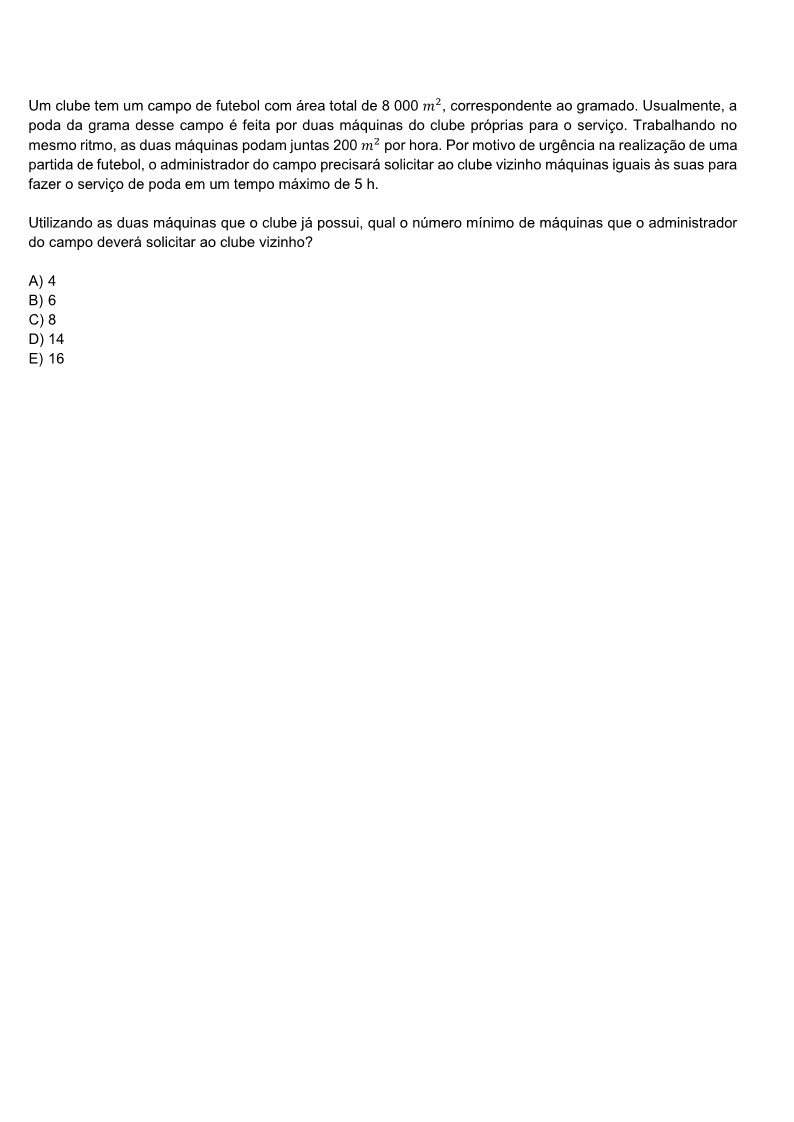 Um clube tem um campo de futebol com área total de 8 000 m², correspondente ao gramado. Usualmente, a
poda da grama desse campo é feita por duas máquinas do clube próprias para o serviço. Trabalhando no
mesmo ritmo, as duas máquinas podam juntas 200 m² por hora. Por motivo de urgência na realização de uma
partida de futebol, o administrador do campo precisará solicitar ao clube vizinho máquinas iguais às suas para
fazer o serviço de poda em um tempo máximo de 5 h.
Utilizando as duas máquinas que o clube já possui, qual o número mínimo de máquinas que o administrador
do campo deverá solicitar ao clube vizinho?
A) 4
B) 6
C) 8
D) 14
E) 16